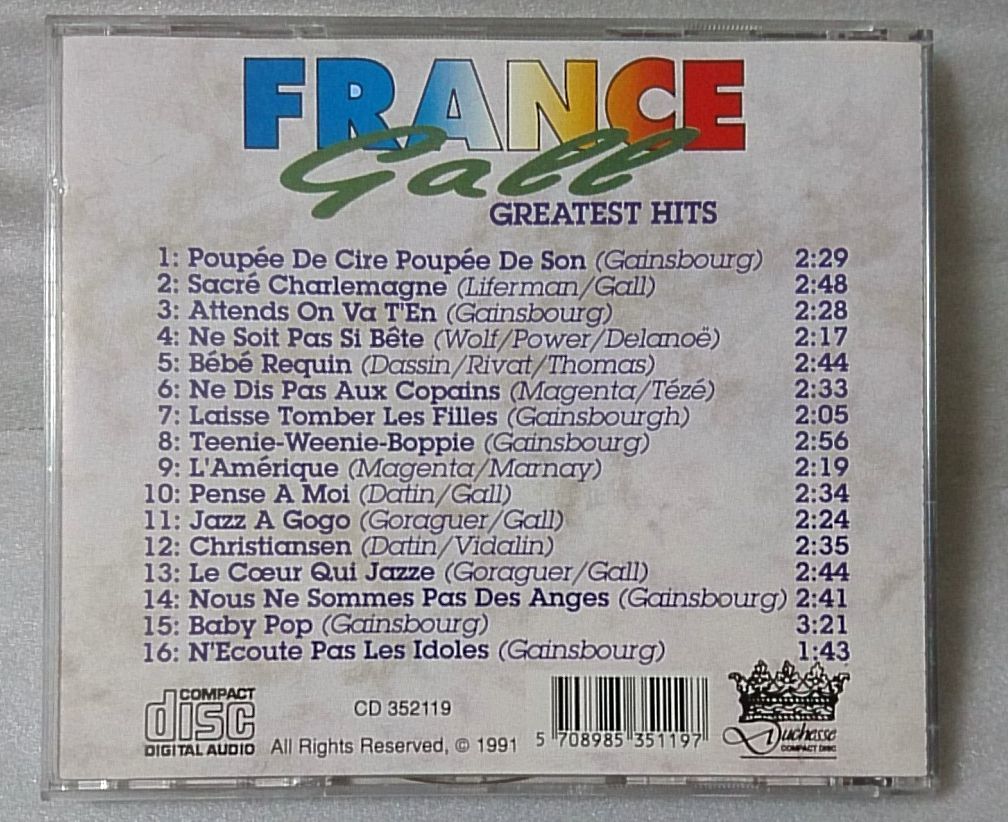 FRANCE
Gall
GREATEST HITS
1: Poupée De Cire Poupée De Son (Gainsbourg) 2:29
2: Sacré Charlemagne (Liferman/Gall) 2:48
3: Attends On Va T'En (Gainsbourg) 2:28
4: Ne Soit Pas Si Bête (Wolf/Power/Delanoë) 2:17
5: Bébé Requin (Dassin/Rivat/Thomas) 2:44
6: Ne Dis Pas Aux Copains (Magenta/Tézé) 2:33
7: Laisse Tomber Les Filles (Gainsbourgh) 2:05
8: Teenie-Weenie-Boppie (Gainsbourg) 2:56
9: L'Amérique (Magenta/Marnay) 2:19
10: Pense A Moi (Datin/Gall) 2:34
11: Jazz A Gogo (Goraguer/Gall) 2:24
12: Christiansen (Datin/Vidalin) 2:35
13: Le Cœur Qui Jazze (Goraguer/Gall) 2:44
14: Nous Ne Sommes Pas Des Anges (Gainsbourg) 2:41
15: Baby Pop (Gainsbourg) 3:21
16: N'Ecoute Pas Les Idoles (Gainsbourg) 1:43
COMPACT
disc
DIGITAL AUDIO
CD 352119
All Rights Reserved, © 1991
5 708985 351197
Duchesse
COMPACT DISC